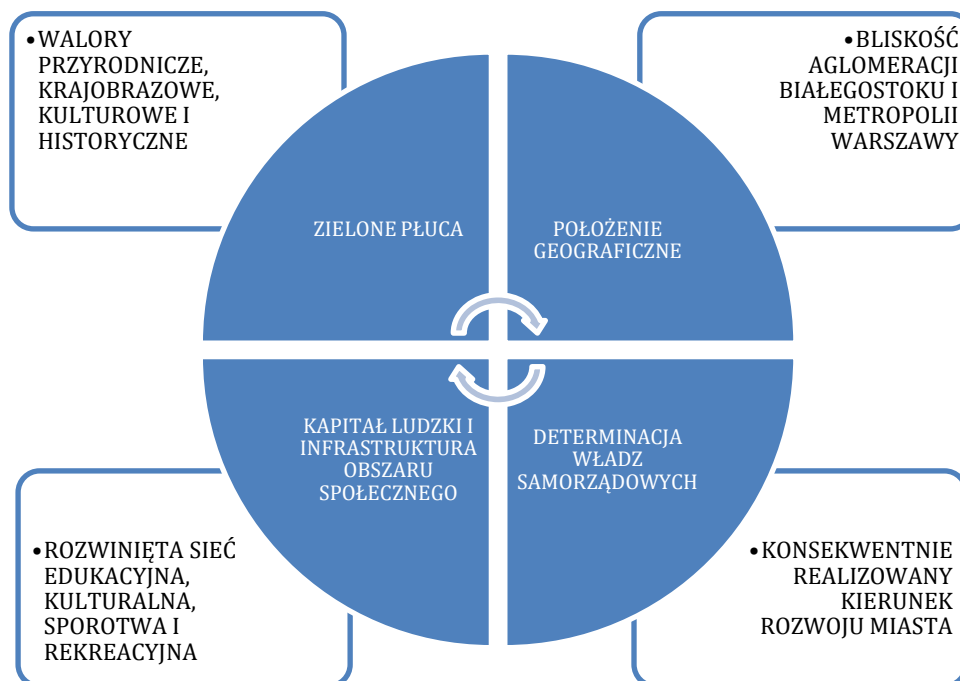 •WALORY
PRZYRODNICZE,
KRAJOBRAZOWE,
KULTUROWE I
HISTORYCZNE
•BLISKOŚĆ
AGLOMERACJI
BIAŁEGOSTOKU I
METROPOLII
WARSZAWY
ZIELONE PŁUCA
POŁOŻENIE
GEOGRAFICZNE
KAPITAŁ LUDZKI I
INFRASTRUKTURA
OBSZARU
SPOŁECZNEGO
DETERMINACJA
WŁADZ
SAMORZĄDOWYCH
•ROZWINIĘTA SIEĆ
EDUKACYJNA,
KULTURALNA,
SPOROTWA I
REKREACYJNA
•KONSEKWENTNIE
REALIZOWANY
KIERUNEK
ROZWOJU MIASTA